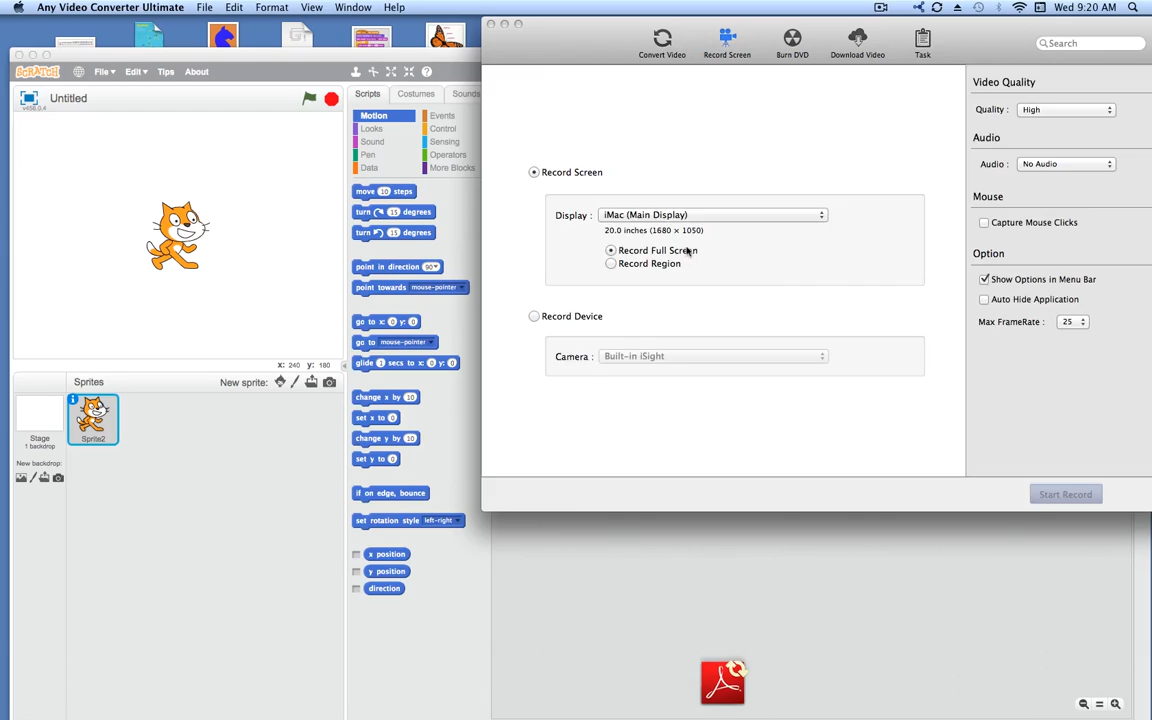 Any Video Converter Ultimate File Edit Format View Window Help
Wed 9:20 AM
SCRATCH File Edit Tips About
Untitled
v456.0.4
x: 240 y: 180
Sprites
New sprite:
Sprite2
Stage
1 backdrop
New backdrop:
Scripts Costumes Sounds
Motion Events
Looks Control
Sound Sensing
Pen Operators
Data More Blocks
move 10 steps
turn 15 degrees
turn 15 degrees
point in direction 90
point towards mouse-pointer
go to x: 0 y: 0
go to mouse-pointer
glide 1 secs to x: 0 y: 0
change x by 10
set x to 0
change y by 10
set y to 0
if on edge, bounce
set rotation style left-right
x position
y position
direction
Convert Video Record Screen Burn DVD Download Video Task
Search
Record Screen
Display : iMac (Main Display)
20.0 inches (1680 × 1050)
Record Full Screen
Record Region
Record Device
Camera : Built-in iSight
Video Quality
Quality : High
Audio
Audio : No Audio
Mouse
Capture Mouse Clicks
Option
Show Options in Menu Bar
Auto Hide Application
Max FrameRate : 25
Start Record